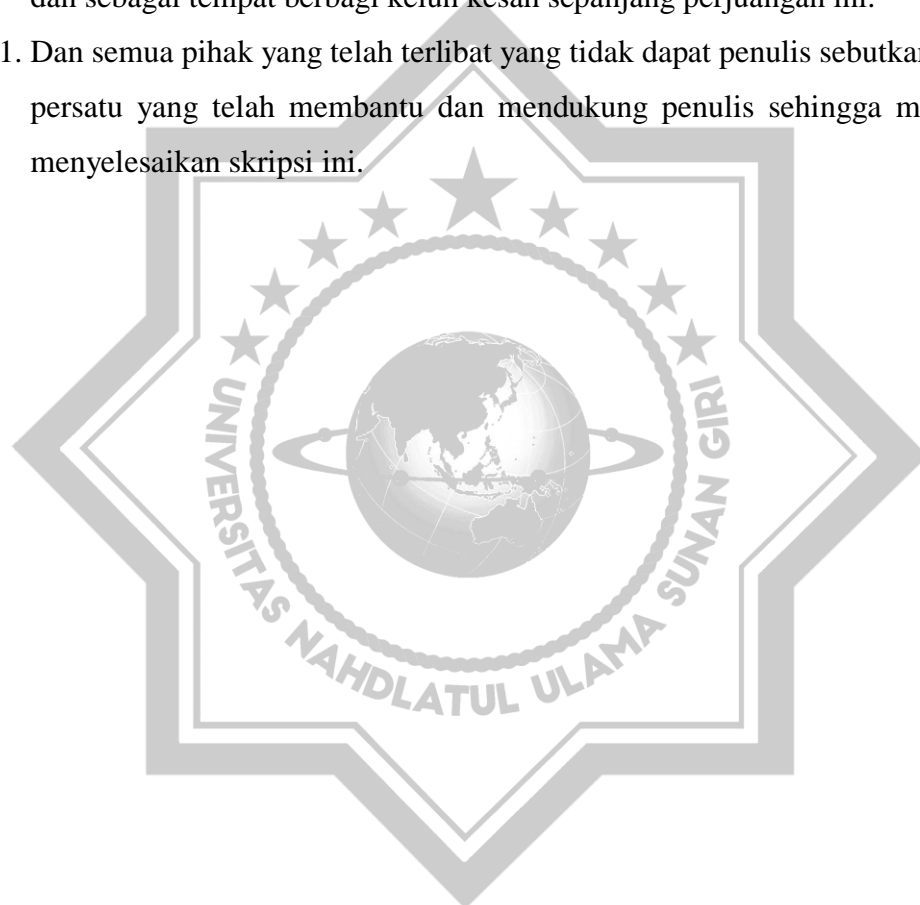 dan sebagai tempat berbagi keluh kesah sepanjang perjuangan ini.
1. Dan semua pihak yang telah terlibat yang tidak dapat penulis sebutkan
persatu yang telah membantu dan mendukung penulis sehingga m
menyelesaikan skripsi ini.
UNIVERSITAS NAHDLATUL ULAMA SUNAN GIRI